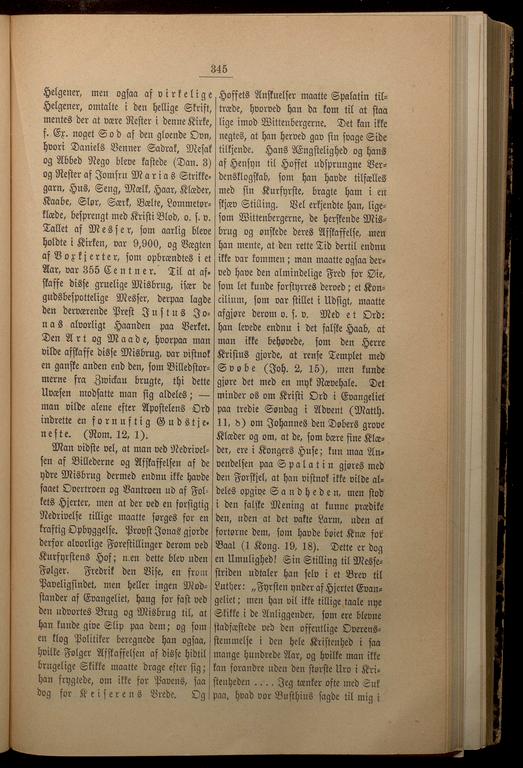 345
Helgener, men ogsaa af virkelige
Helgener, omtalte i den hellige Skrift,
mentes der at være Rester i denne Kirke,
f. Ex. noget Sod af den gloende Ovn,
hvori Daniels Venner Sadrak, Mesak
og Abbed Nego bleve kastede (Dan. 3)
og Rester af Jomfru Marias Strikke-
garn, Hus, Seng, Mælk, Haar, Klæder,
Kaabe, Slør, Særk, Bælte, Lommetør-
klæde, besprengt med Kristi Blod, o. s. v.
Tallet af Messer, som aarlig bleve
holdte i Kirken, var 9,900, og Vægten
af Voxkjerter, som opbrændtes i et
Aar, var 355 Centner. Til at af-
skaffe disse gruelige Misbrug, især de
gudsbespottelige Messer, derpaa lagde
den derværende Prest Justus Jo-
nas alvorligt Haanden paa Verket.
Den Art og Maade, hvorpaa man
vilde afskaffe disse Misbrug, var vistnok
en ganske anden end den, som Billedstor-
merne fra Zwickau brugte, thi dette
Uvæsen modsatte man sig aldeles; —
man vilde alene efter Apostelens Ord
indrette en fornuftig Gudstje-
neste. (Rom. 12, 1).
Man vidste vel, at man ved Nedrivel-
sen af Billederne og Afskaffelsen af de
ydre Misbrug dermed endnu ikke havde
faaet Overtroen og Vantroen ud af Fol-
kets Hjerter, men at der ved en forsigtig
Nedrivelse tillige maatte sørges for en
kraftig Opbyggelse. Provst Jonas gjorde
derfor alvorlige Forestillinger derom ved
Kurfyrstens Hof; men dette blev uden
Følger. Fredrik den Vise, en from
Paveligsindet, men heller ingen Mod-
stander af Evangeliet, hang for fast ved
den udvortes Brug og Misbrug til, at
han kunde give Slip paa dem; og som
en klog Politiker beregnede han ogsaa,
hvilke Følger Afskaffelsen af disse hidtil
brugelige Skikke maatte drage efter sig;
han frygtede, om ikke for Pavens, saa
dog for Keiserens Vrede. Og
Hoffets Anskuelser maatte Spalatin til-
træde, hvorved han da kom til at staa
lige imod Wittenbergerne. Det kan ikke
negtes, at han herved gav sin svage Side
tilkjende. Hans Ængstelighed og hans
af Hensyn til Hoffet udsprungne Ver-
densklogskab, som han havde tilfælles
med sin Kurfyrste, bragte ham i en
skjæv Stilling. Vel erkjendte han, lige-
som Wittenbergerne, de herskende Mis-
brug og ønskede deres Afskaffelse, men
han mente, at den rette Tid dertil endnu
ikke var kommen; man maatte ogsaa der-
ved have den almindelige Fred for Øie,
som let kunde forstyrres derved; et Kon-
cilium, som var stillet i Udsigt, maatte
afgjøre derom o. s. v. Med et Ord:
han levede endnu i det falske Haab, at
man ikke behøvede, som den Herre
Kristus gjorde, at rense Templet med
Svøbe (Joh. 2, 15), men kunde
gjøre det med en myk Rævehale. Det
minder os om Kristi Ord i Evangeliet
paa tredie Søndag i Advent (Matth.
11, 8) om Johannes den Døbers grove
Klæder og om, at de, som bære fine Klæ-
der, ere i Kongers Huse; kun maa An-
vendelsen paa Spalatin gjøres med
den Forskjel, at han vistnok ikke vilde al-
deles opgive Sandheden, men stod
i den falske Mening at kunne prædike
den, uden at det vakte Larm, uden at
fortørne dem, som havde bøiet Knæ for
Baal (1 Kong. 19, 18). Dette er dog
en Umulighed! Sin Stilling til Messe-
striden udtaler han selv i et Brev til
Luther: „Fyrsten ynder af Hjertet Evan-
geliet; men han vil ikke tillige taale nye
Skikke i de Anliggender, som ere blevne
stadfæstede ved den offentlige Overens-
stemmelse i den hele Kristenhed i saa
mange hundrede Aar, og hvilke man ikke
kan forandre uden den største Uro i Kri-
stenheden . . . . Jeg tænker ofte med Suk
paa, hvad vor Busthius sagde til mig i